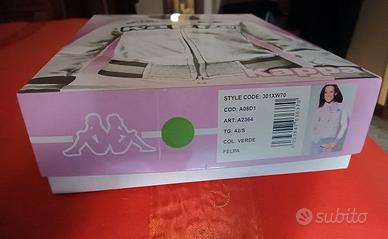 Kappa
STYLE CODE: 301XW70
COD: A08D1
ART: A2364
TG: 42/S
COL: VERDE
FELPA
subito